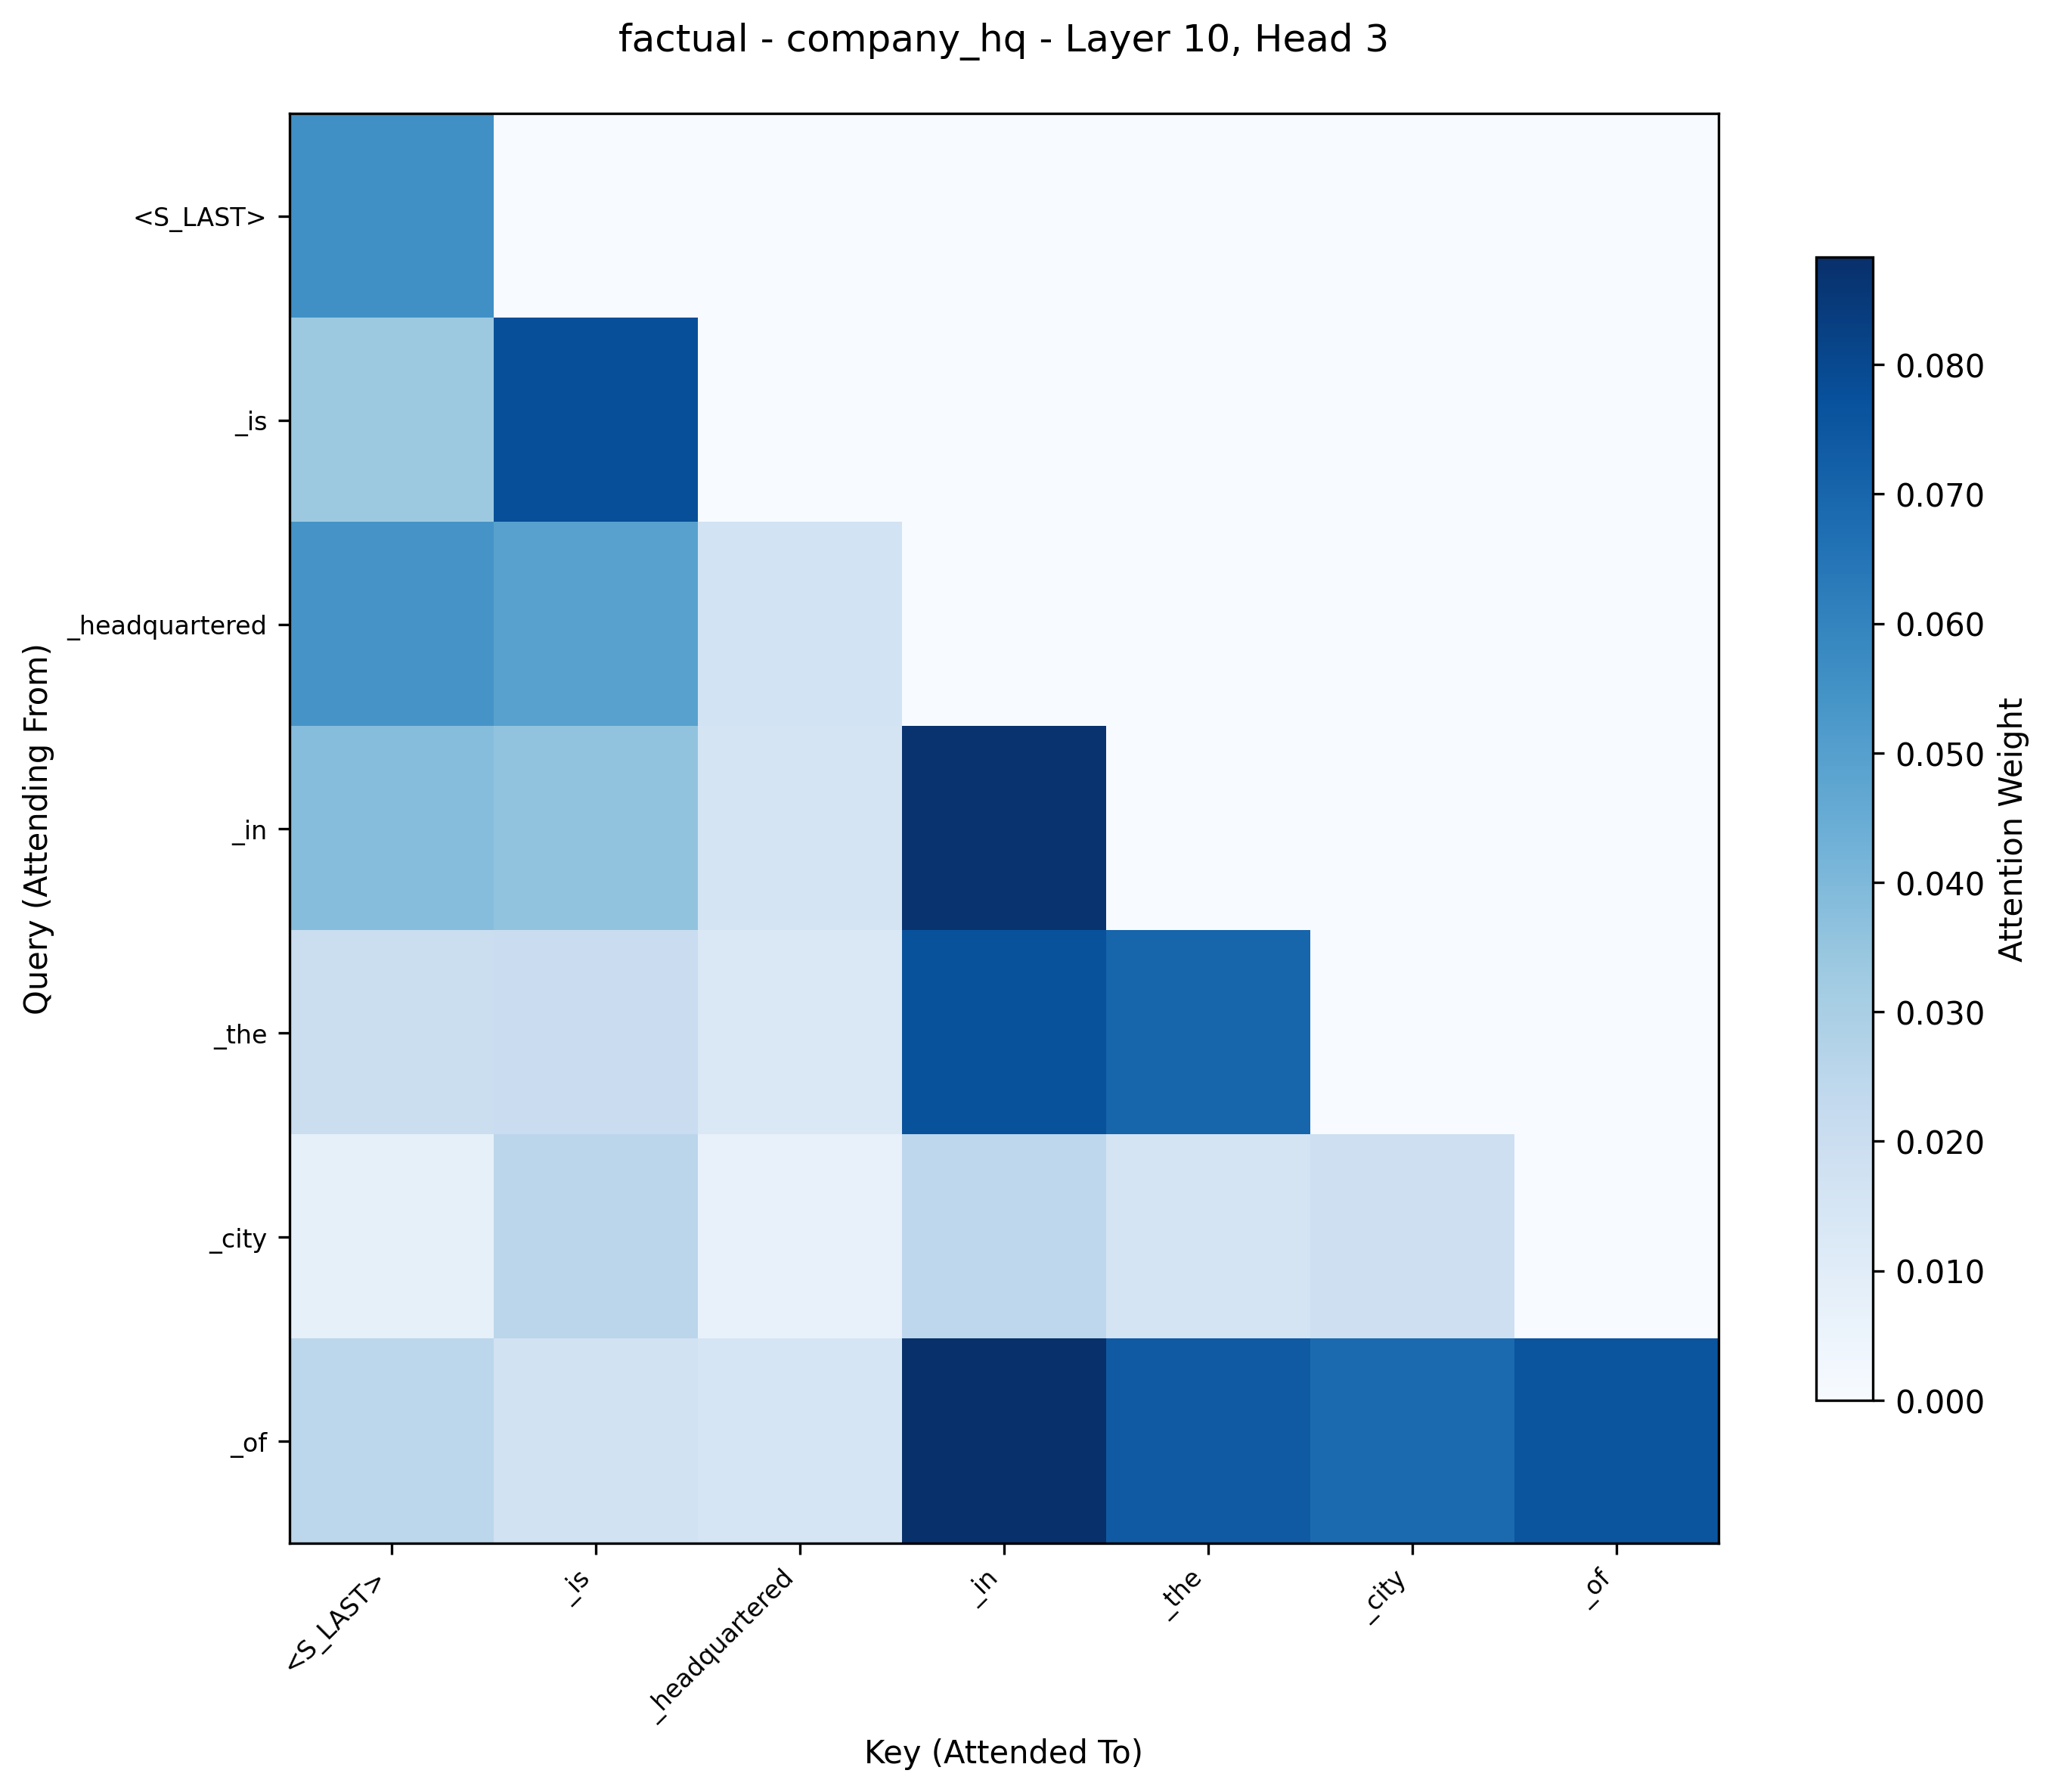 factual - company_hq - Layer 10, Head 3
Query (Attending From)
<S_LAST>
_is
_headquartered
_in
_the
_city
_of
<S_LAST>
_is
_headquartered
_in
_the
_city
_of
Key (Attended To)
0.080
0.070
0.060
0.050
0.040
0.030
0.020
0.010
0.000
Attention Weight